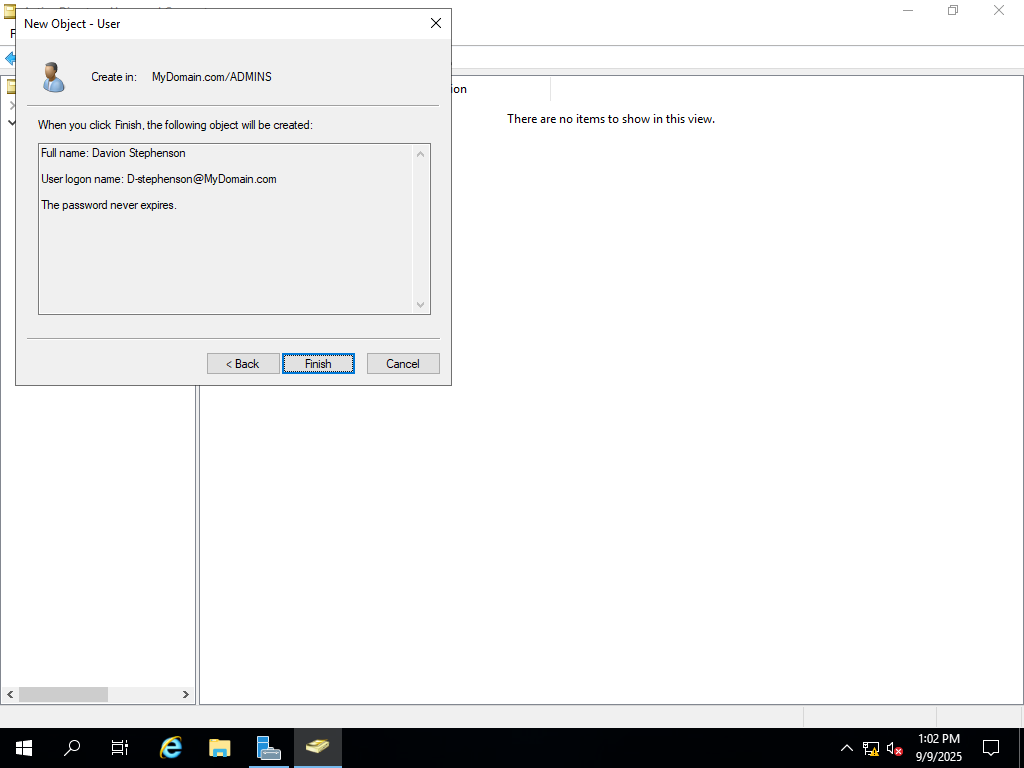 New Object - User
Create in: MyDomain.com/ADMINS
When you click Finish, the following object will be created:
Full name: Davion Stephenson
User logon name: D-stephenson@MyDomain.com
The password never expires.
< Back
Finish
Cancel
There are no items to show in this view.
1:02 PM
9/9/2025